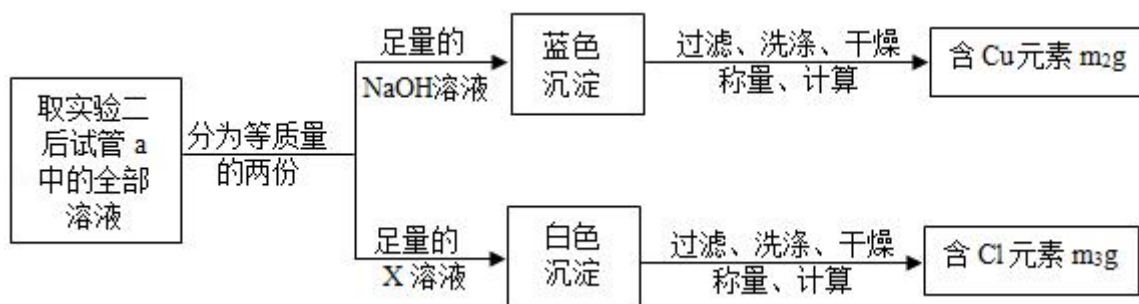 取实验二
后试管 a
中的全部
溶液
分为等质量
的两份
足量的
NaOH溶液
蓝色
沉淀
过滤、洗涤、干燥
称量、计算
含 Cu元素 m₂g
足量的
X 溶液
白色
沉淀
过滤、洗涤、干燥
称量、计算
含 Cl 元素 m₃g